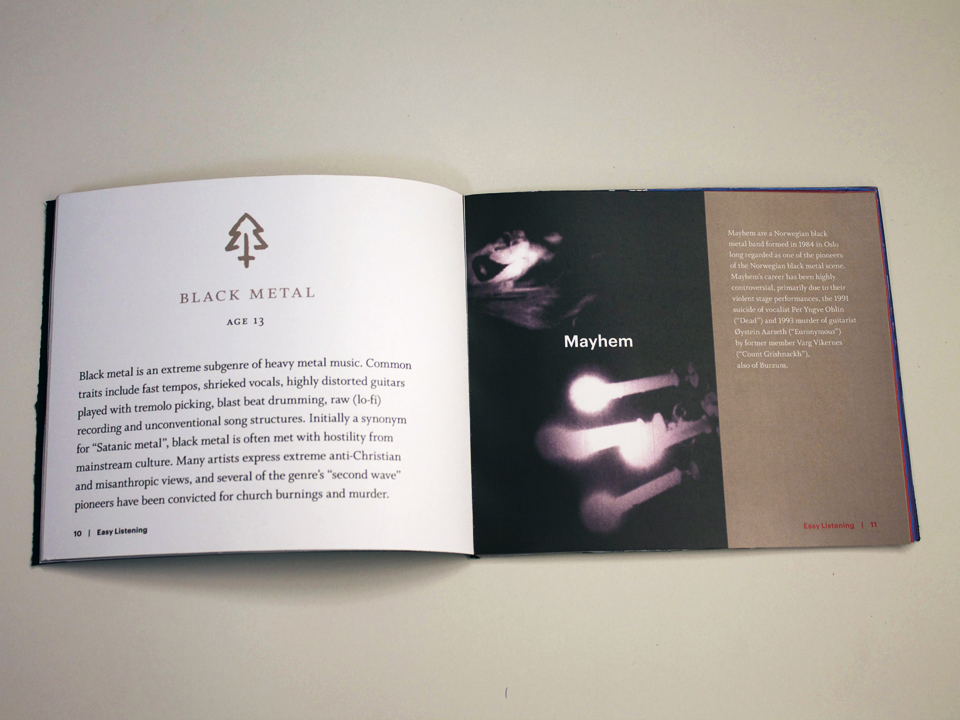 BLACK METAL
AGE 13
Black metal is an extreme subgenre of heavy metal music. Common
traits include fast tempos, shrieked vocals, highly distorted guitars
played with tremolo picking, blast beat drumming, raw (lo-fi)
recording and unconventional song structures. Initially a synonym
for “Satanic metal”, black metal is often met with hostility from
mainstream culture. Many artists express extreme anti-Christian
and misanthropic views, and several of the genre’s “second wave”
pioneers have been convicted for church burnings and murder.
10 | Easy Listening
Mayhem
Mayhem are a Norwegian black
metal band formed in 1984 in Oslo
long regarded as one of the pioneers
of the Norwegian black metal scene.
Mayhem’s career has been highly
controversial, primarily due to their
violent stage performances, the 1991
suicide of vocalist Per Yngve Ohlin
(“Dead”) and 1993 murder of guitarist
Øystein Aarseth (“Euronymous”)
by former member Varg Vikernes
(“Count Grishnackh”),
also of Burzum.
Easy Listening | 11